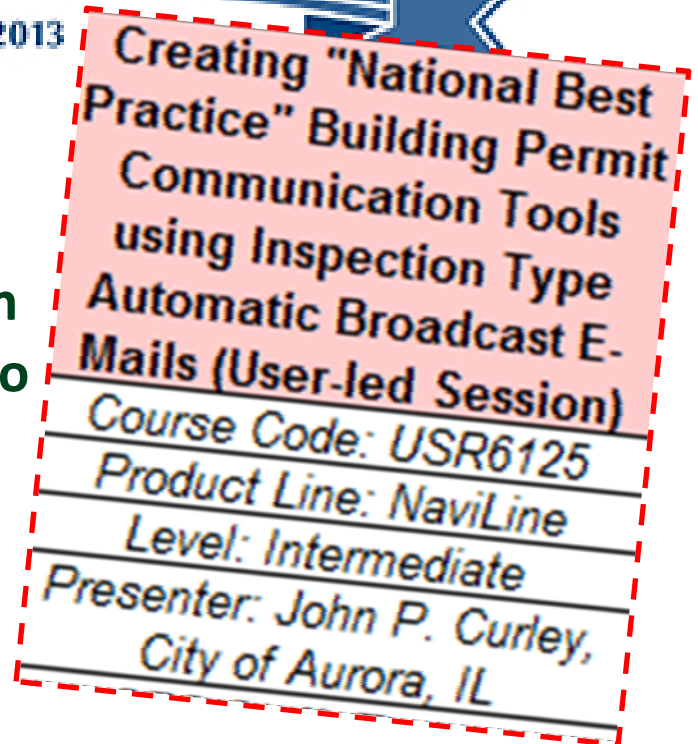 2013
Creating "National Best
Practice" Building Permit
Communication Tools
using Inspection Type
Automatic Broadcast E-
Mails (User-led Session)
n
o
Course Code: USR6125
Product Line: NaviLine
Level: Intermediate
Presenter: John P. Curley,
City of Aurora, IL